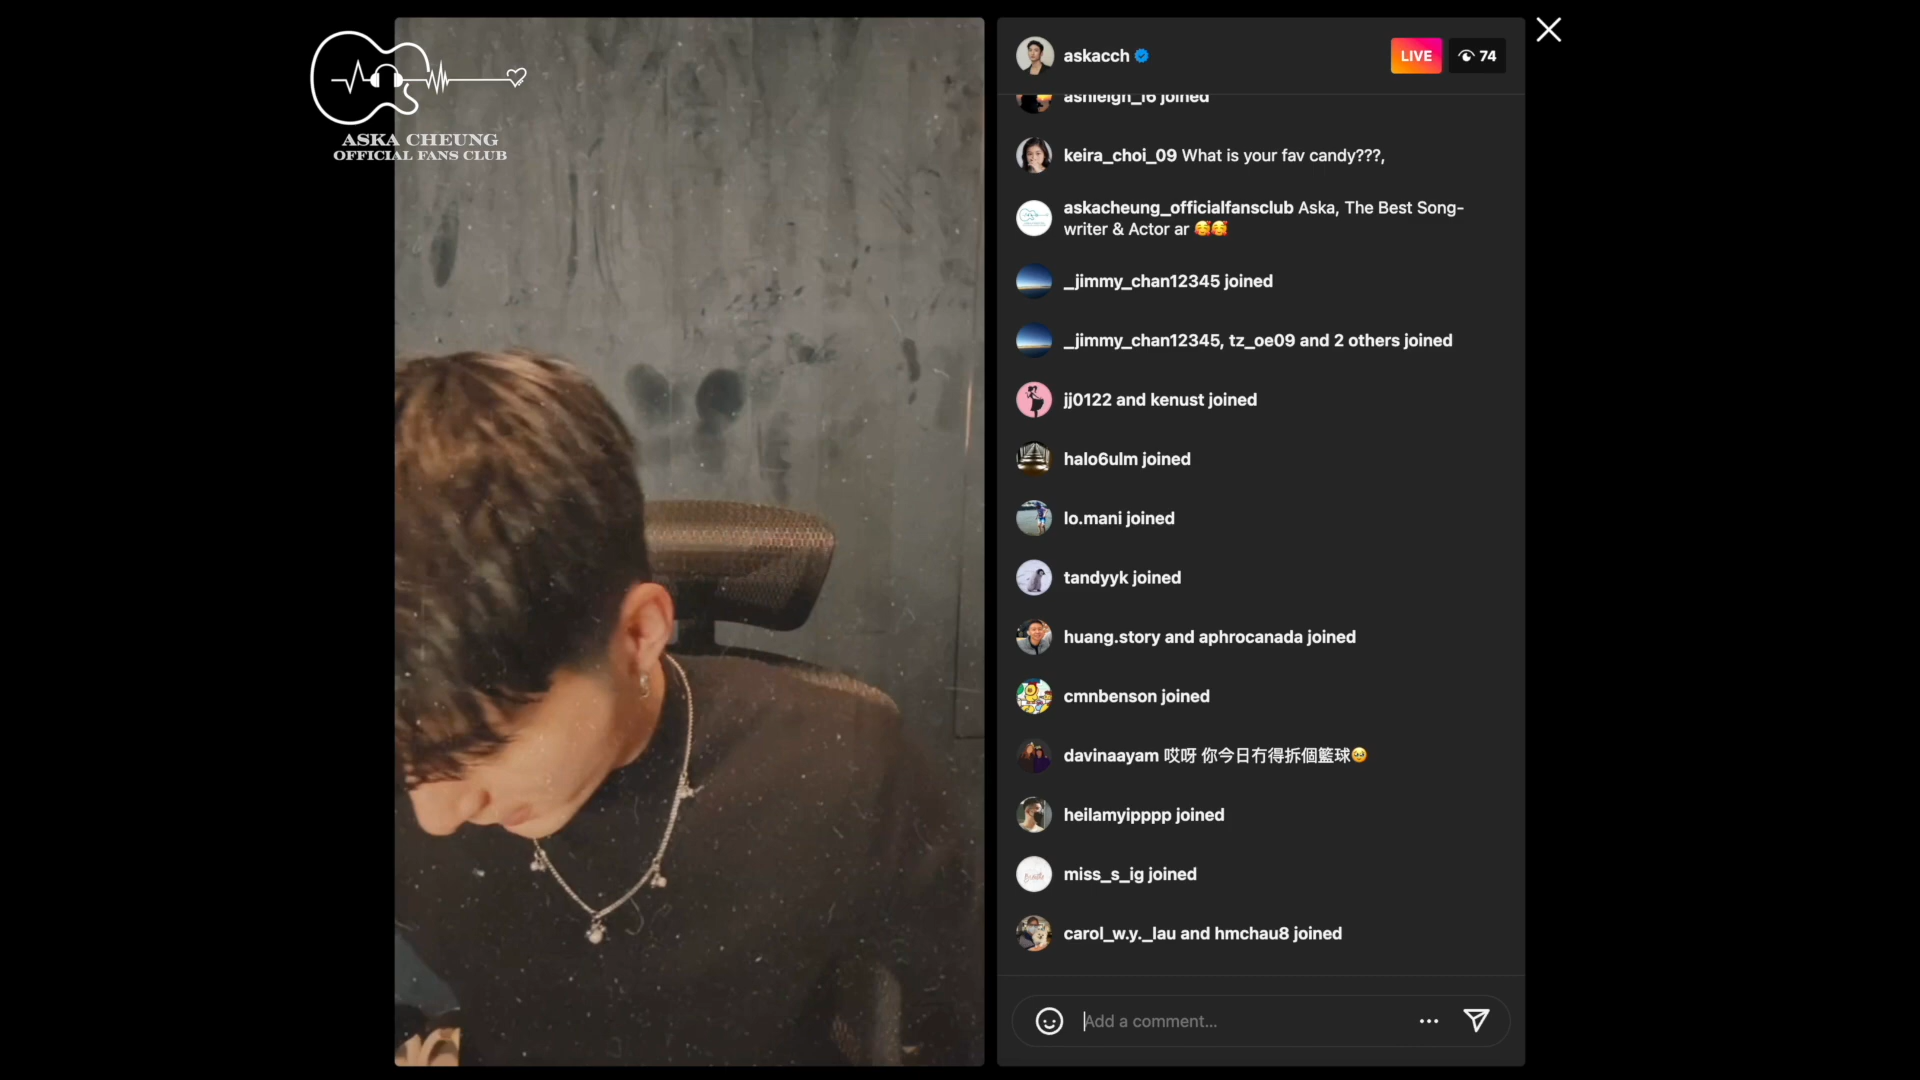 ASKA CHEUNG
OFFICIAL FANS CLUB
askacch
LIVE
74
ashleigh_i6 joined
keira_choi_09 What is your fav candy???,
askacheung_officialfansclub Aska, The Best Song-
writer & Actor ar 🥰🥰
_jimmy_chan12345 joined
_jimmy_chan12345, tz_oe09 and 2 others joined
jj0122 and kenust joined
halo6ulm joined
lo.mani joined
tandyyk joined
huang.story and aphrocanada joined
cmnbenson joined
davinaayam 哎呀 你今日冇得拆個籃球🥹
heilamyipppp joined
miss_s_ig joined
carol_w.y._lau and hmchau8 joined
Add a comment...